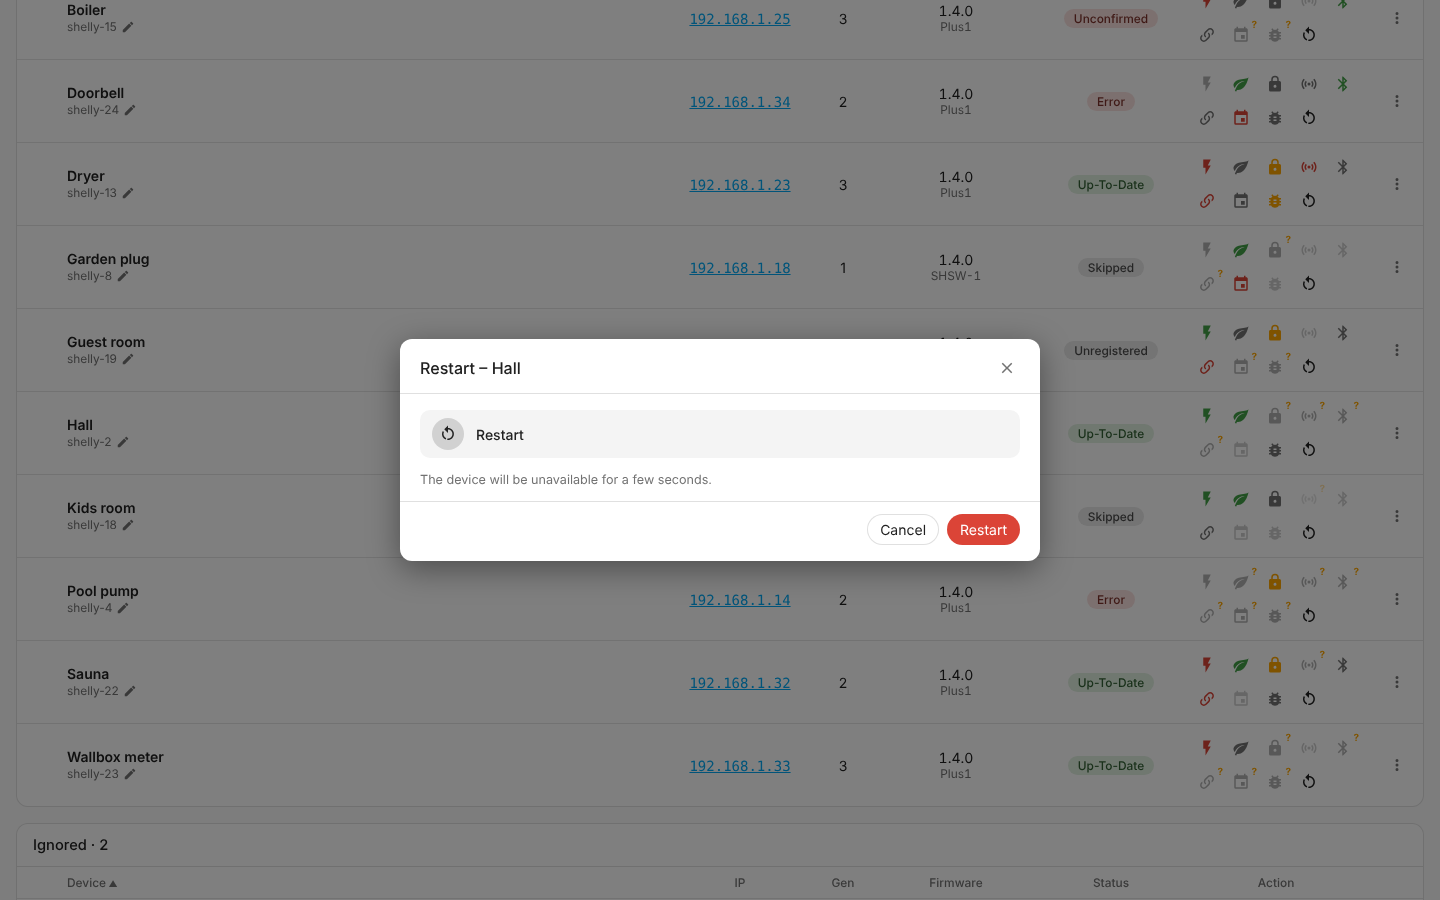 Boiler
shelly-15
192.168.1.25
3
1.4.0
Plus1
Unconfirmed
? ?
Doorbell
shelly-24
192.168.1.34
2
1.4.0
Plus1
Error
Dryer
shelly-13
192.168.1.23
3
1.4.0
Plus1
Up-To-Date
Garden plug
shelly-8
192.168.1.18
1
1.4.0
SHSW-1
Skipped
?
?
Guest room
shelly-19
Unregistered
? ?
Restart – Hall
Restart
The device will be unavailable for a few seconds.
Cancel
Restart
Hall
shelly-2
Up-To-Date
? ? ?
?
Kids room
shelly-18
Skipped
?
Pool pump
shelly-4
192.168.1.14
2
1.4.0
Plus1
Error
? ? ?
? ? ?
Sauna
shelly-22
192.168.1.32
2
1.4.0
Plus1
Up-To-Date
?
Wallbox meter
shelly-23
192.168.1.33
3
1.4.0
Plus1
Up-To-Date
? ?
? ? ?
Ignored · 2
Device IP Gen Firmware Status Action